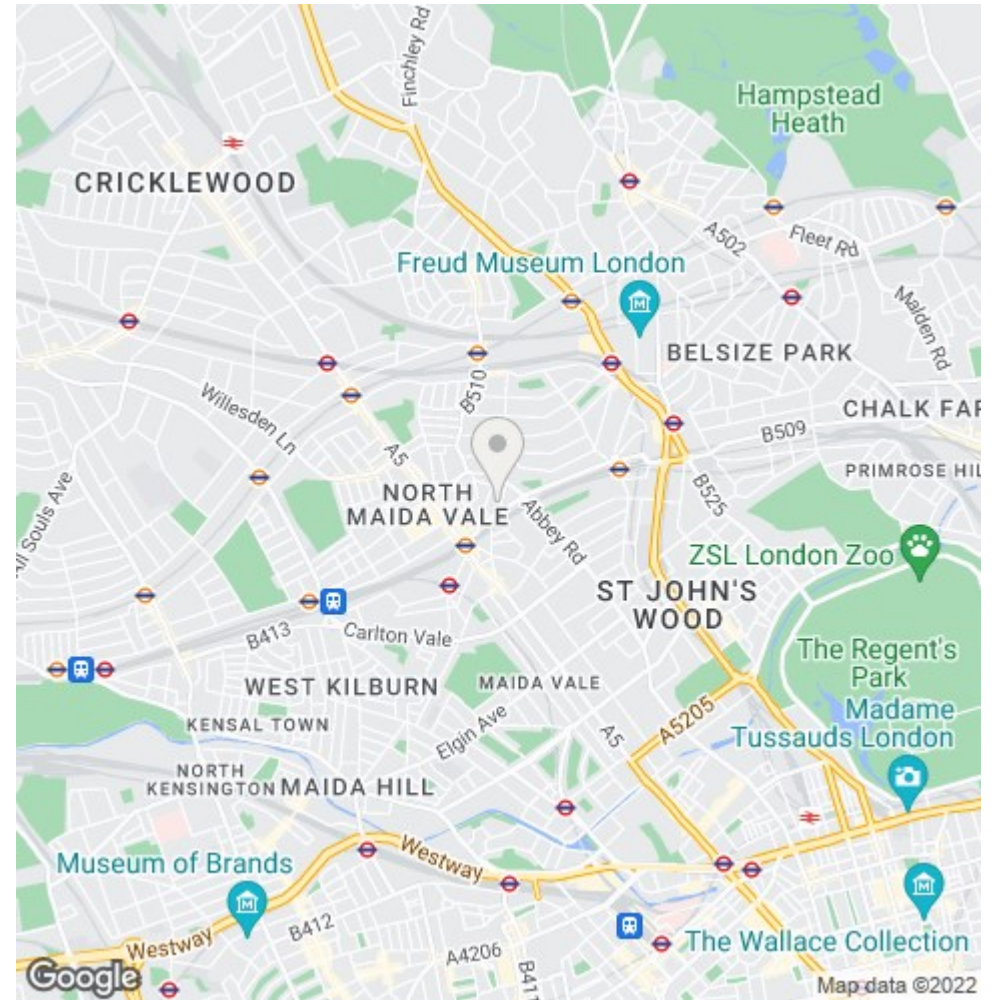 Finchley Rd
Hampstead
Heath
CRICKLEWOOD
A502
Fleet Rd
Freud Museum London
Malden Rd
BELSIZE PARK
B510
Willesden Ln
CHALK FAR
B509
A5
PRIMROSE HIL
B525
NORTH
MAIDA VALE
Abbey Rd
All Souls Ave
ZSL London Zoo
ST JOHN'S
WOOD
B413
Carlton Vale
The Regent's
Park
WEST KILBURN
MAIDA VALE
Madame
Tussauds London
KENSAL TOWN
Elgin Ave
A5
A5205
NORTH
KENSINGTON
MAIDA HILL
Museum of Brands
Westway
B412
Westway
A4206
B411
The Wallace Collection
Google
Map data ©2022